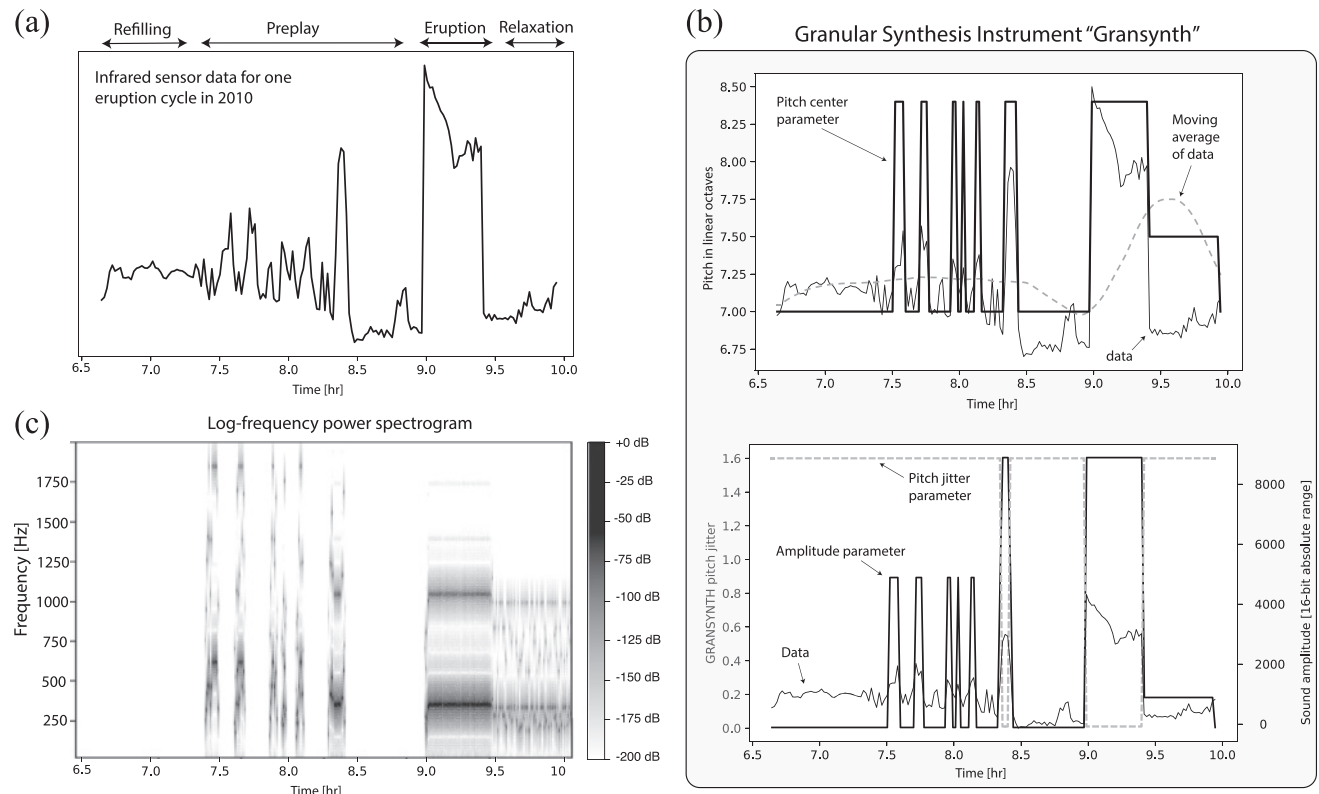 (a)
Refilling
Preplay
Eruption
Relaxation
Infrared sensor data for one
eruption cycle in 2010
6.5 7.0 7.5 8.0 8.5 9.0 9.5 10.0
Time [hr]
(c)
Log-frequency power spectrogram
Frequency [Hz]
1750
1500
1250
1000
750
500
250
+0 dB
-25 dB
-50 dB
-75 dB
-100 dB
-125 dB
-150 dB
-175 dB
-200 dB
6.5 7.0 7.5 8.0 8.5 9.0 9.5 10
Time [hr]
(b)
Granular Synthesis Instrument “Gransynth”
Pitch in linear octaves
8.50
8.25
8.00
7.75
7.50
7.25
7.00
6.75
Pitch center
parameter
Moving
average
of data
data
6.5 7.0 7.5 8.0 8.5 9.0 9.5 10.0
Time [hr]
GRANSYNTH pitch jitter
1.6
1.4
1.2
1.0
0.8
0.6
0.4
0.2
0.0
Pitch jitter
parameter
Amplitude parameter
Data
8000
6000
4000
2000
0
Sound amplitude [16-bit absolute range]
6.5 7.0 7.5 8.0 8.5 9.0 9.5 10.0
Time [hr]